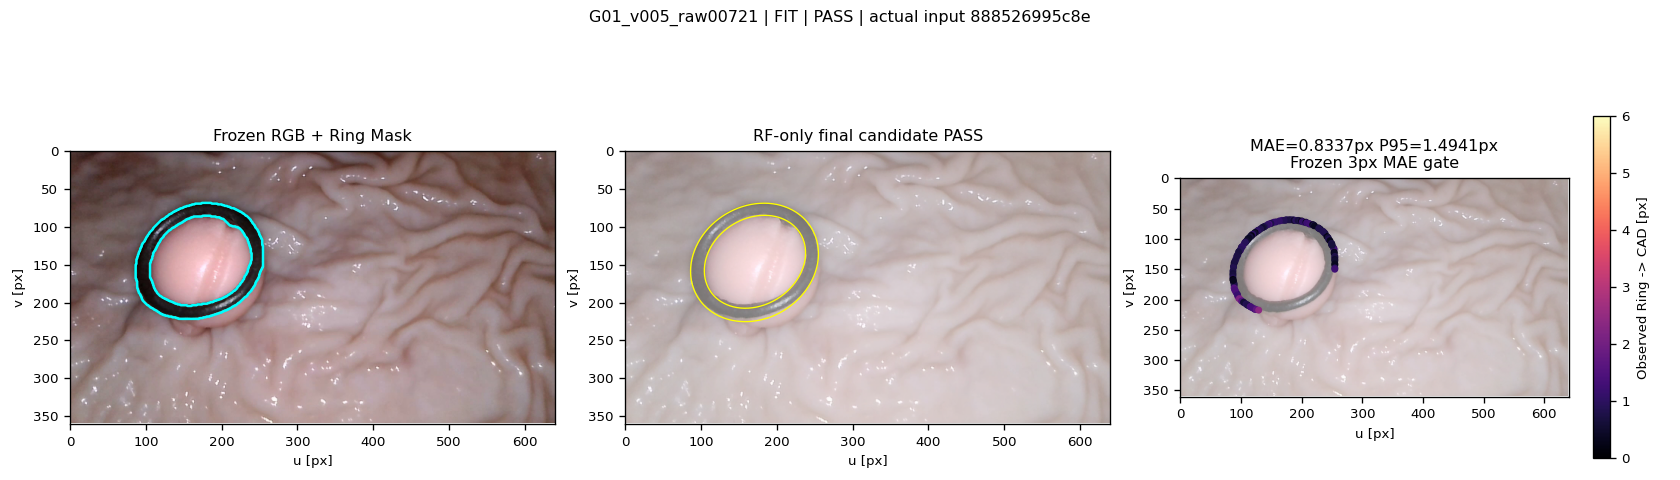 G01_v005_raw00721 | FIT | PASS | actual input 888526995c8e
Frozen RGB + Ring Mask
0
50
100
150
200
250
300
350
v [px]
0 100 200 300 400 500 600
u [px]
RF-only final candidate PASS
0
50
100
150
200
250
300
350
v [px]
0 100 200 300 400 500 600
u [px]
MAE=0.8337px P95=1.4941px
Frozen 3px MAE gate
0
50
100
150
200
250
300
350
v [px]
0 100 200 300 400 500 600
u [px]
6
5
4
3
2
1
0
Observed Ring -> CAD [px]